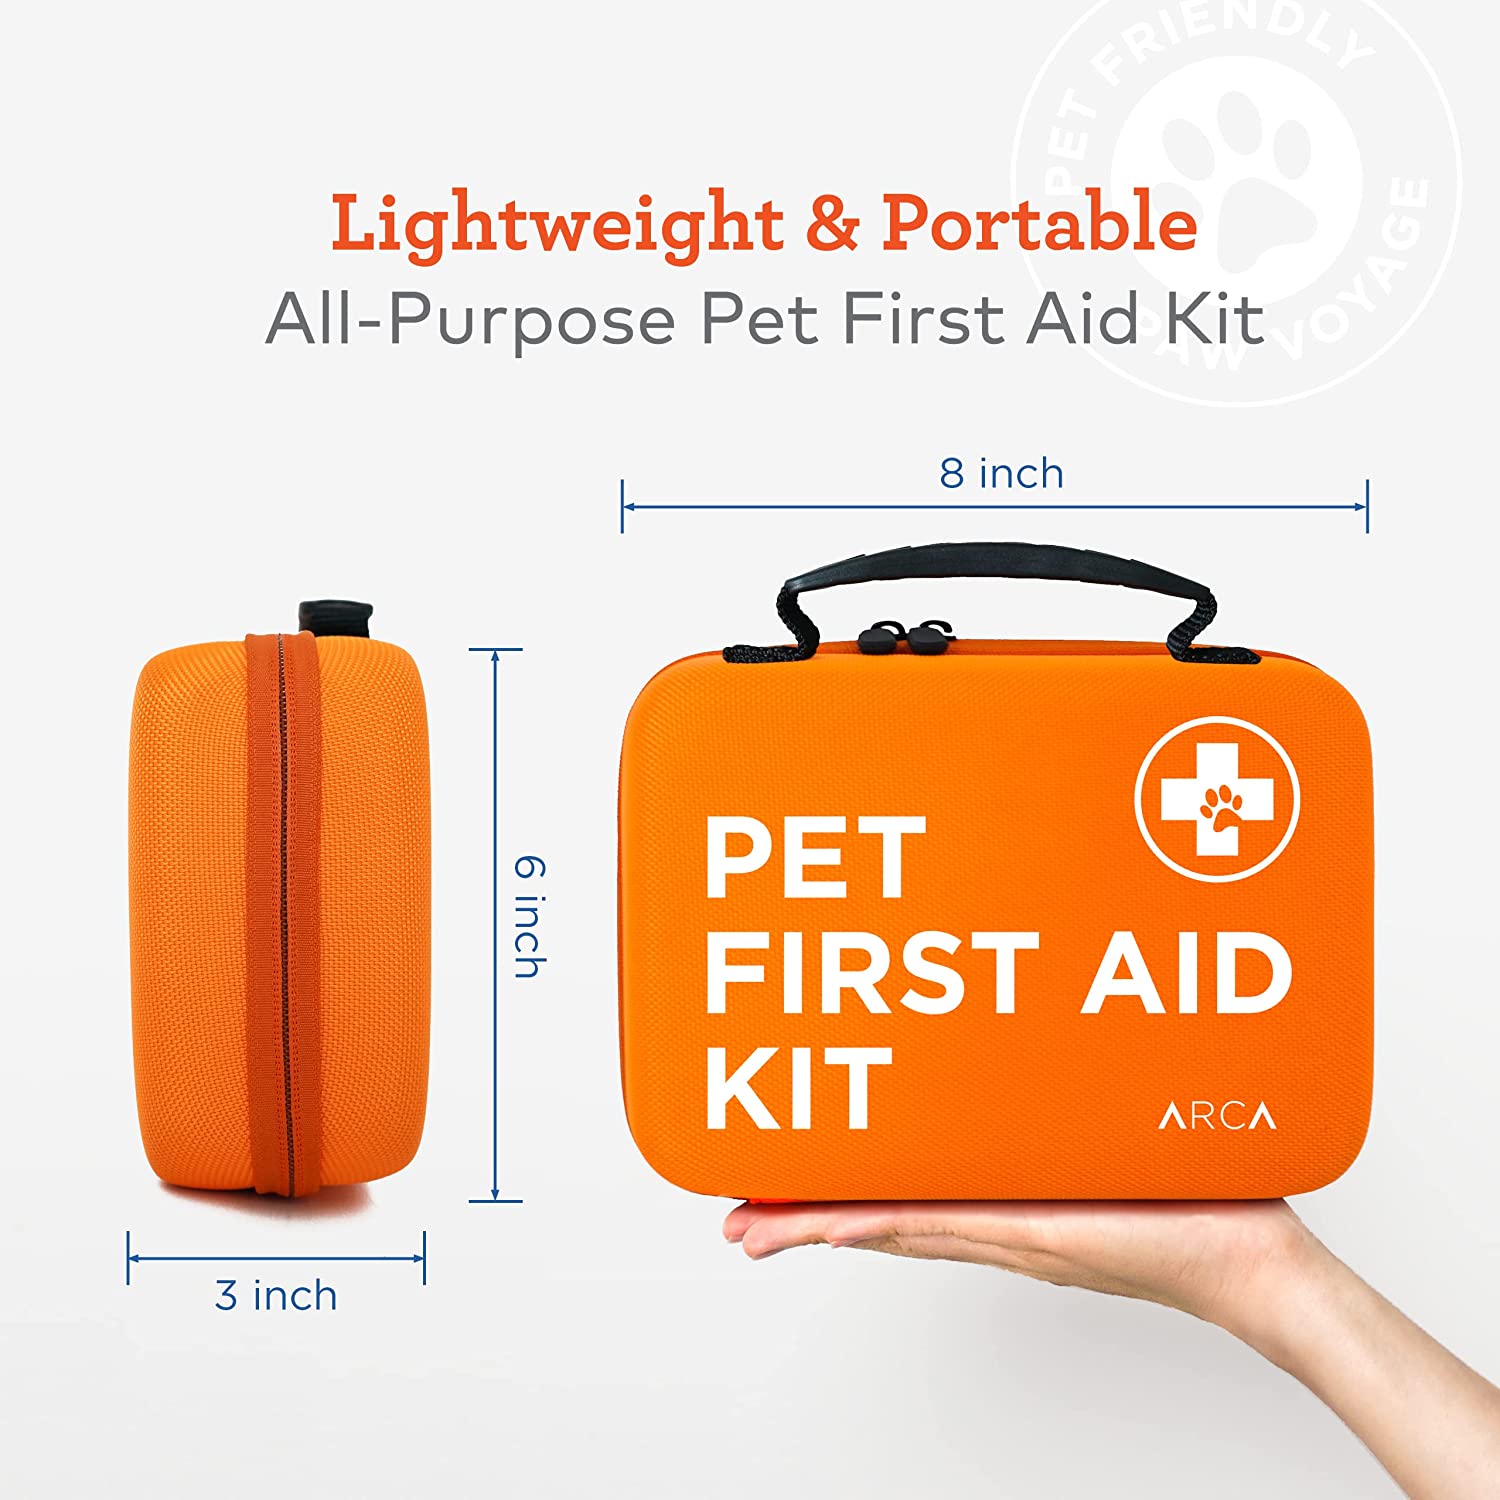 PET FRIENDLY
PAW VOYAGE
Lightweight & Portable
All-Purpose Pet First Aid Kit
8 inch
6 inch
3 inch
PET
FIRST AID
KIT
ARCA